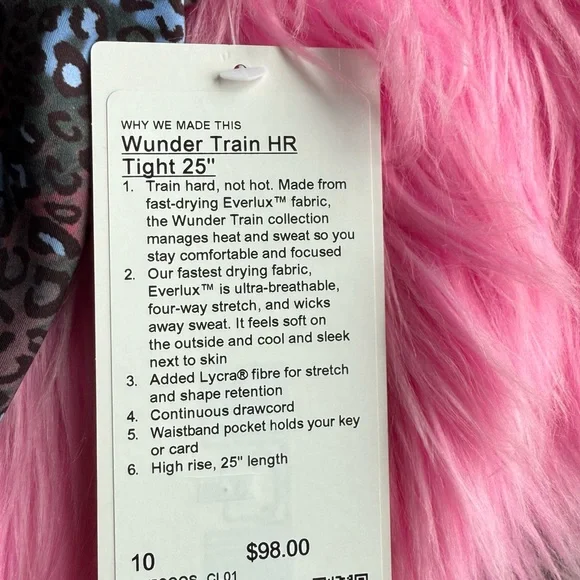 WHY WE MADE THIS
Wunder Train HR
Tight 25"
1. Train hard, not hot. Made from
fast-drying Everlux™ fabric,
the Wunder Train collection
manages heat and sweat so you
stay comfortable and focused
2. Our fastest drying fabric,
Everlux™ is ultra-breathable,
four-way stretch, and wicks
away sweat. It feels soft on
the outside and cool and sleek
next to skin
3. Added Lycra® fibre for stretch
and shape retention
4. Continuous drawcord
5. Waistband pocket holds your key
or card
6. High rise, 25" length
10 $98.00
CL01